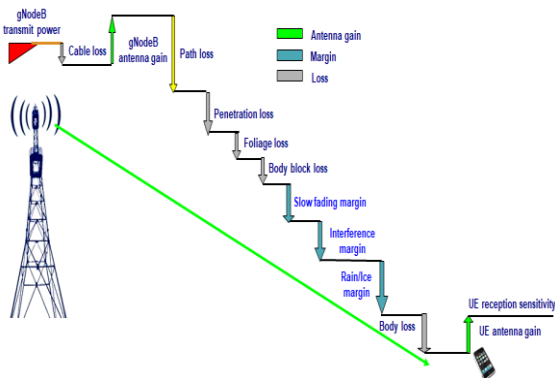 gNodeB
transmit power
Cable loss
gNodeB
antenna gain
Path loss
Antenna gain
Margin
Loss
Penetration loss
Foliage loss
Body block loss
Slow fading margin
Interference
margin
Rain/Ice
margin
Body loss
UE reception sensitivity
UE antenna gain